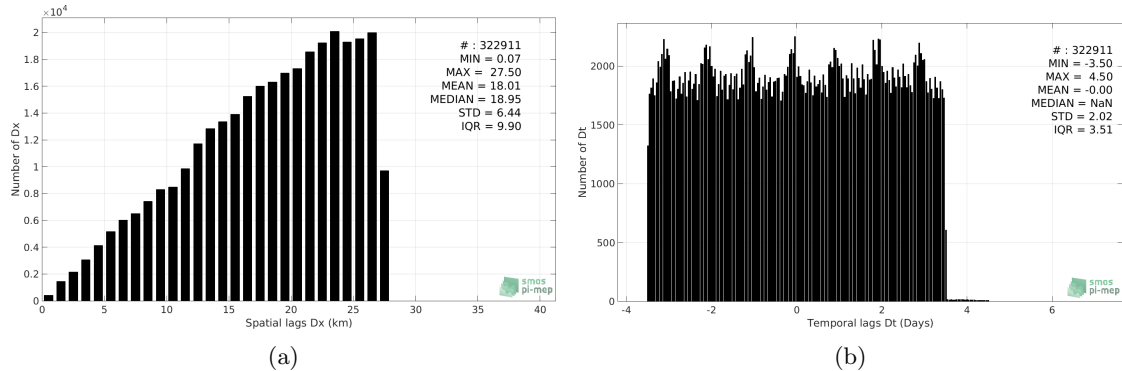 ×10⁴
2
1.8
1.6
1.4
1.2
1
0.8
0.6
0.4
0.2
0
Number of Dx
# : 322911
MIN = 0.07
MAX = 27.50
MEAN = 18.01
MEDIAN = 18.95
STD = 6.44
IQR = 9.90
smos
pi-mep
0 5 10 15 20 25 30 35 40
Spatial lags Dx (km)
(a)
2000
1500
1000
500
0
Number of Dt
# : 322911
MIN = -3.50
MAX = 4.50
MEAN = -0.00
MEDIAN = NaN
STD = 2.02
IQR = 3.51
smos
pi-mep
-4 -2 0 2 4 6
Temporal lags Dt (Days)
(b)